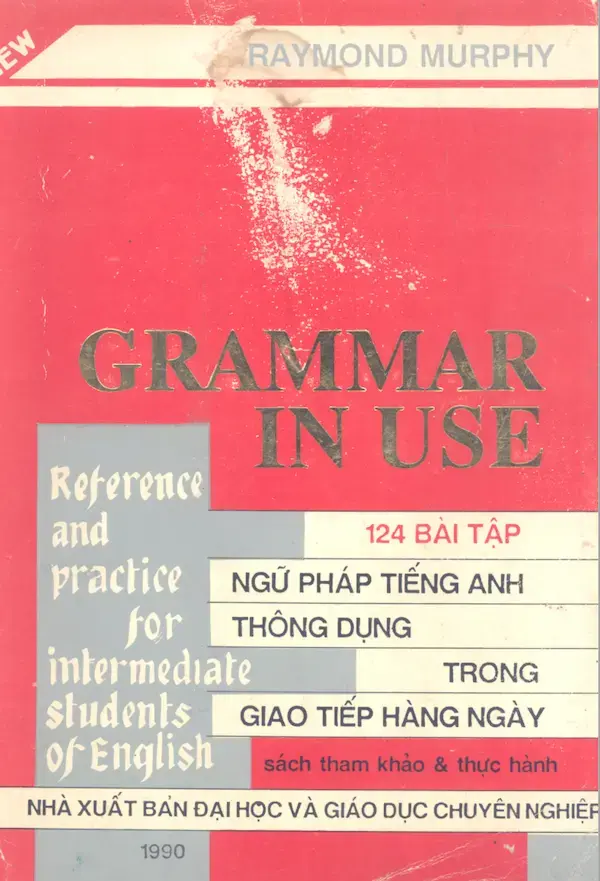 NEW
RAYMOND MURPHY
GRAMMAR
IN USE
Reference
and
practice
for
intermediate
students
of English
124 BÀI TẬP
NGỮ PHÁP TIẾNG ANH
THÔNG DỤNG
TRONG
GIAO TIẾP HÀNG NGÀY
sách tham khảo & thực hành
NHÀ XUẤT BẢN ĐẠI HỌC VÀ GIÁO DỤC CHUYÊN NGHIỆP
1990